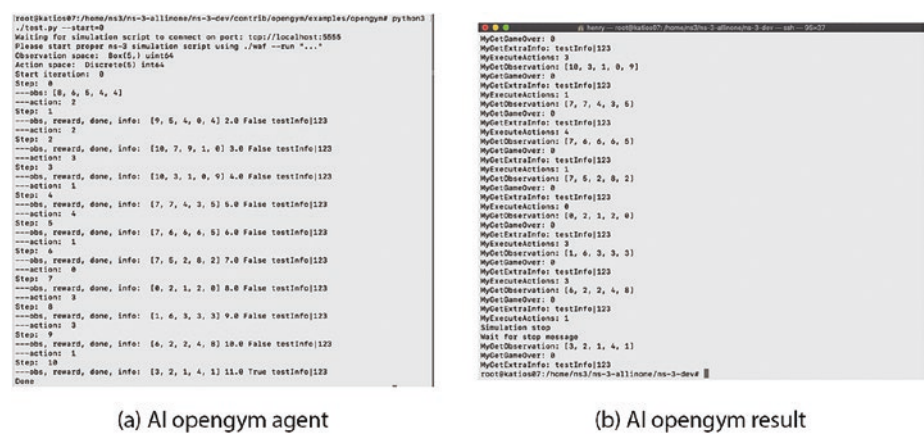 root@katios07:/home/ns3/ns-3-allinone/ns-3-dev/contrib/opengym/examples/opengym# python3
./test.py --start=0
Waiting for simulation script to connect on port: tcp://localhost:5555
Please start proper ns-3 simulation script using ./waf --run "..."
Observation space: Box(5,) uint64
Action space: Discrete(5) int64
Start iteration: 0
Step: 0
---obs: [8, 6, 5, 4, 4]
---action: 2
Step: 1
---obs, reward, done, info: [9, 5, 4, 0, 4] 2.0 False testInfo|123
---action: 2
Step: 2
---obs, reward, done, info: [10, 7, 9, 1, 0] 3.0 False testInfo|123
---action: 3
Step: 3
---obs, reward, done, info: [10, 3, 1, 0, 9] 4.0 False testInfo|123
---action: 1
Step: 4
---obs, reward, done, info: [7, 7, 4, 3, 5] 5.0 False testInfo|123
---action: 4
Step: 5
---obs, reward, done, info: [7, 6, 6, 6, 5] 6.0 False testInfo|123
---action: 1
Step: 6
---obs, reward, done, info: [7, 5, 2, 8, 2] 7.0 False testInfo|123
---action: 0
Step: 7
---obs, reward, done, info: [0, 2, 1, 2, 0] 8.0 False testInfo|123
---action: 3
Step: 8
---obs, reward, done, info: [1, 6, 3, 3, 3] 9.0 False testInfo|123
---action: 3
Step: 9
---obs, reward, done, info: [6, 2, 2, 4, 8] 10.0 False testInfo|123
---action: 1
Step: 10
---obs, reward, done, info: [3, 2, 1, 4, 1] 11.0 True testInfo|123
Done
(a) AI opengym agent
henry — root@katios07: /home/ns3/ns-3-allinone/ns-3-dev — ssh — 95×37
MyGetGameOver: 0
MyGetExtraInfo: testInfo|123
MyExecuteActions: 3
MyGetObservation: [10, 3, 1, 0, 9]
MyGetGameOver: 0
MyGetExtraInfo: testInfo|123
MyExecuteActions: 1
MyGetObservation: [7, 7, 4, 3, 5]
MyGetGameOver: 0
MyGetExtraInfo: testInfo|123
MyExecuteActions: 4
MyGetObservation: [7, 6, 6, 6, 5]
MyGetGameOver: 0
MyGetExtraInfo: testInfo|123
MyExecuteActions: 1
MyGetObservation: [7, 5, 2, 8, 2]
MyGetGameOver: 0
MyGetExtraInfo: testInfo|123
MyExecuteActions: 0
MyGetObservation: [0, 2, 1, 2, 0]
MyGetGameOver: 0
MyGetExtraInfo: testInfo|123
MyExecuteActions: 3
MyGetObservation: [1, 6, 3, 3, 3]
MyGetGameOver: 0
MyGetExtraInfo: testInfo|123
MyExecuteActions: 3
MyGetObservation: [6, 2, 2, 4, 8]
MyGetGameOver: 0
MyGetExtraInfo: testInfo|123
MyExecuteActions: 1
Simulation stop
Wait for stop message
MyGetObservation: [3, 2, 1, 4, 1]
MyGetGameOver: 0
MyGetExtraInfo: testInfo|123
root@katios07:/home/ns3/ns-3-allinone/ns-3-dev#
(b) AI opengym result